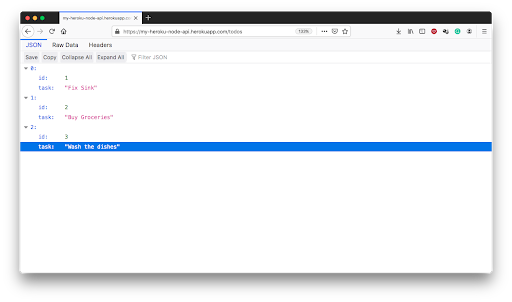 my-heroku-node-api.herokuapp.co
https://my-heroku-node-api.herokuapp.com/todos
133%
JSON Raw Data Headers
Save Copy Collapse All Expand All Filter JSON
0:
id: 1
task: "Fix Sink"
1:
id: 2
task: "Buy Groceries"
2:
id: 3
task: "Wash the dishes"